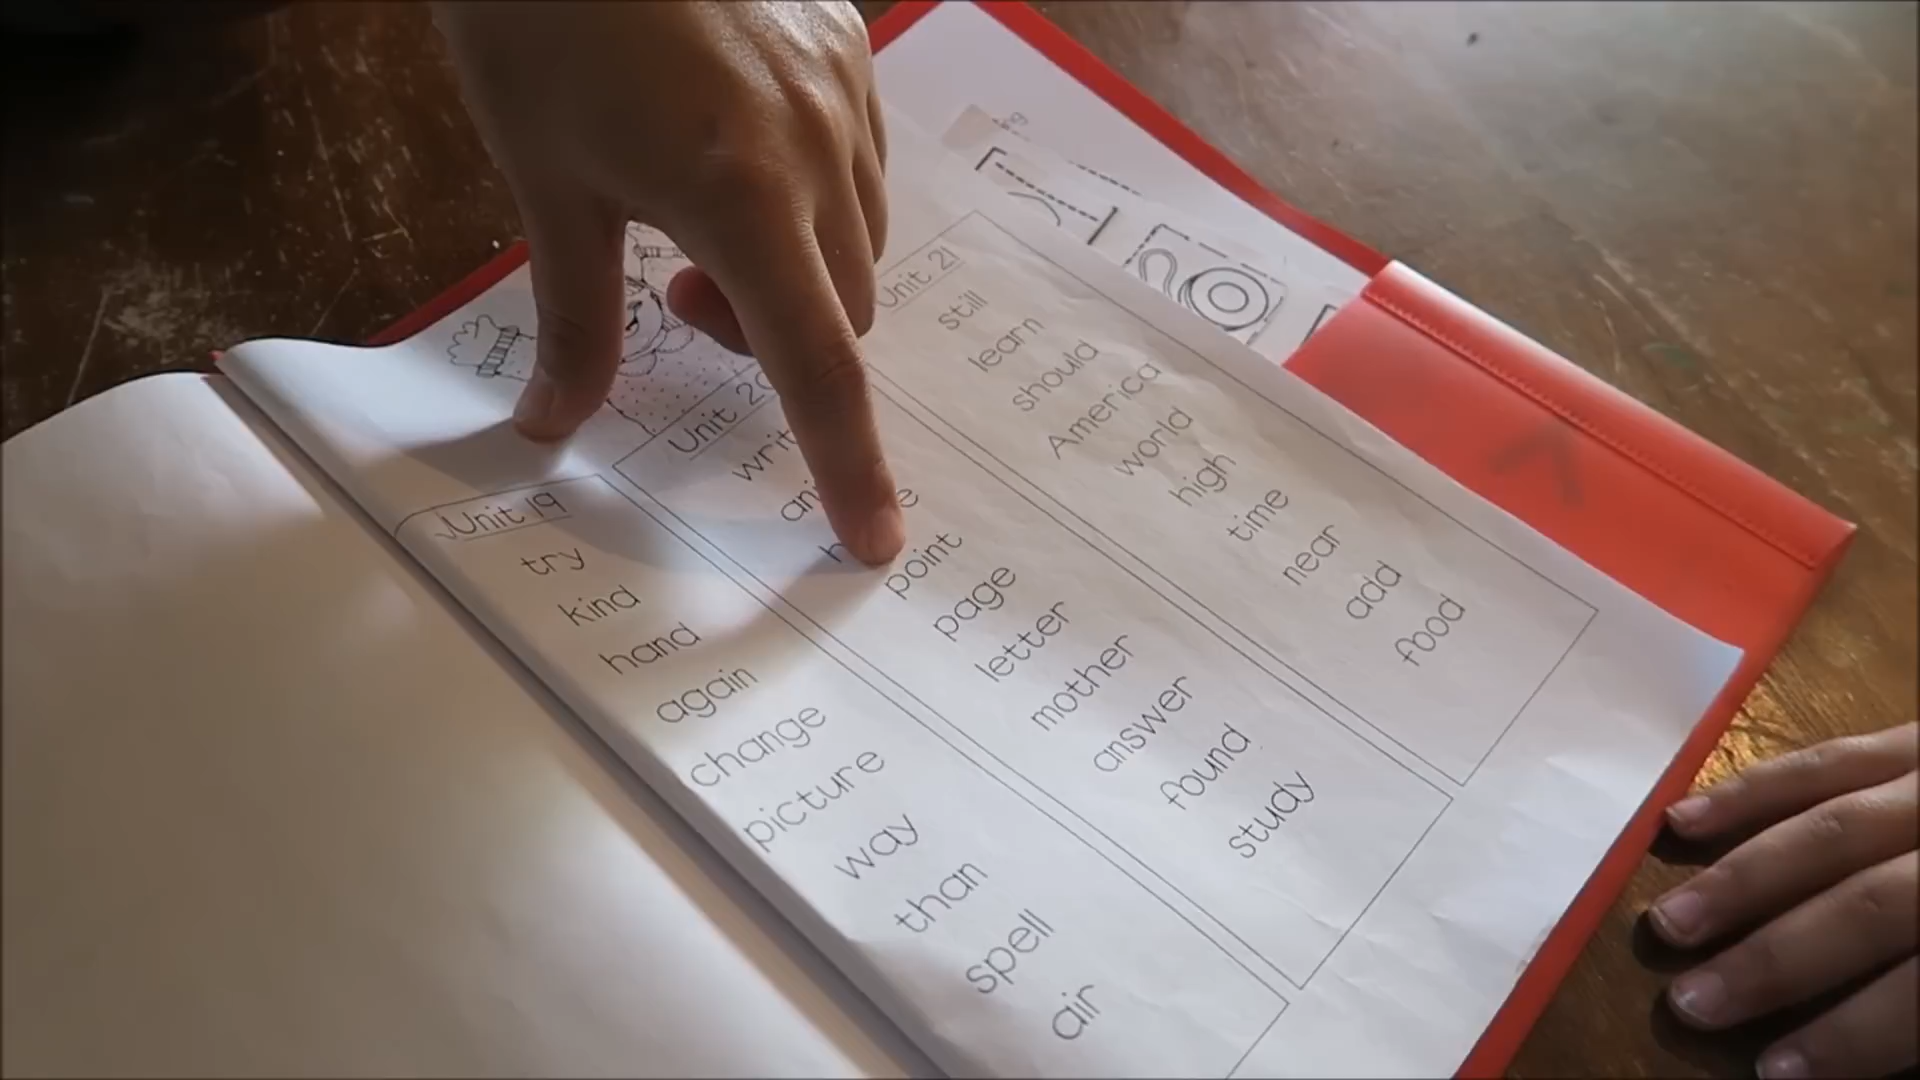 Unit 19
try
kind
hand
again
change
picture
way
than
spell
air
Unit 20
point
page
letter
mother
answer
found
study
Unit 21
still
learn
should
America
world
high
time
near
add
food